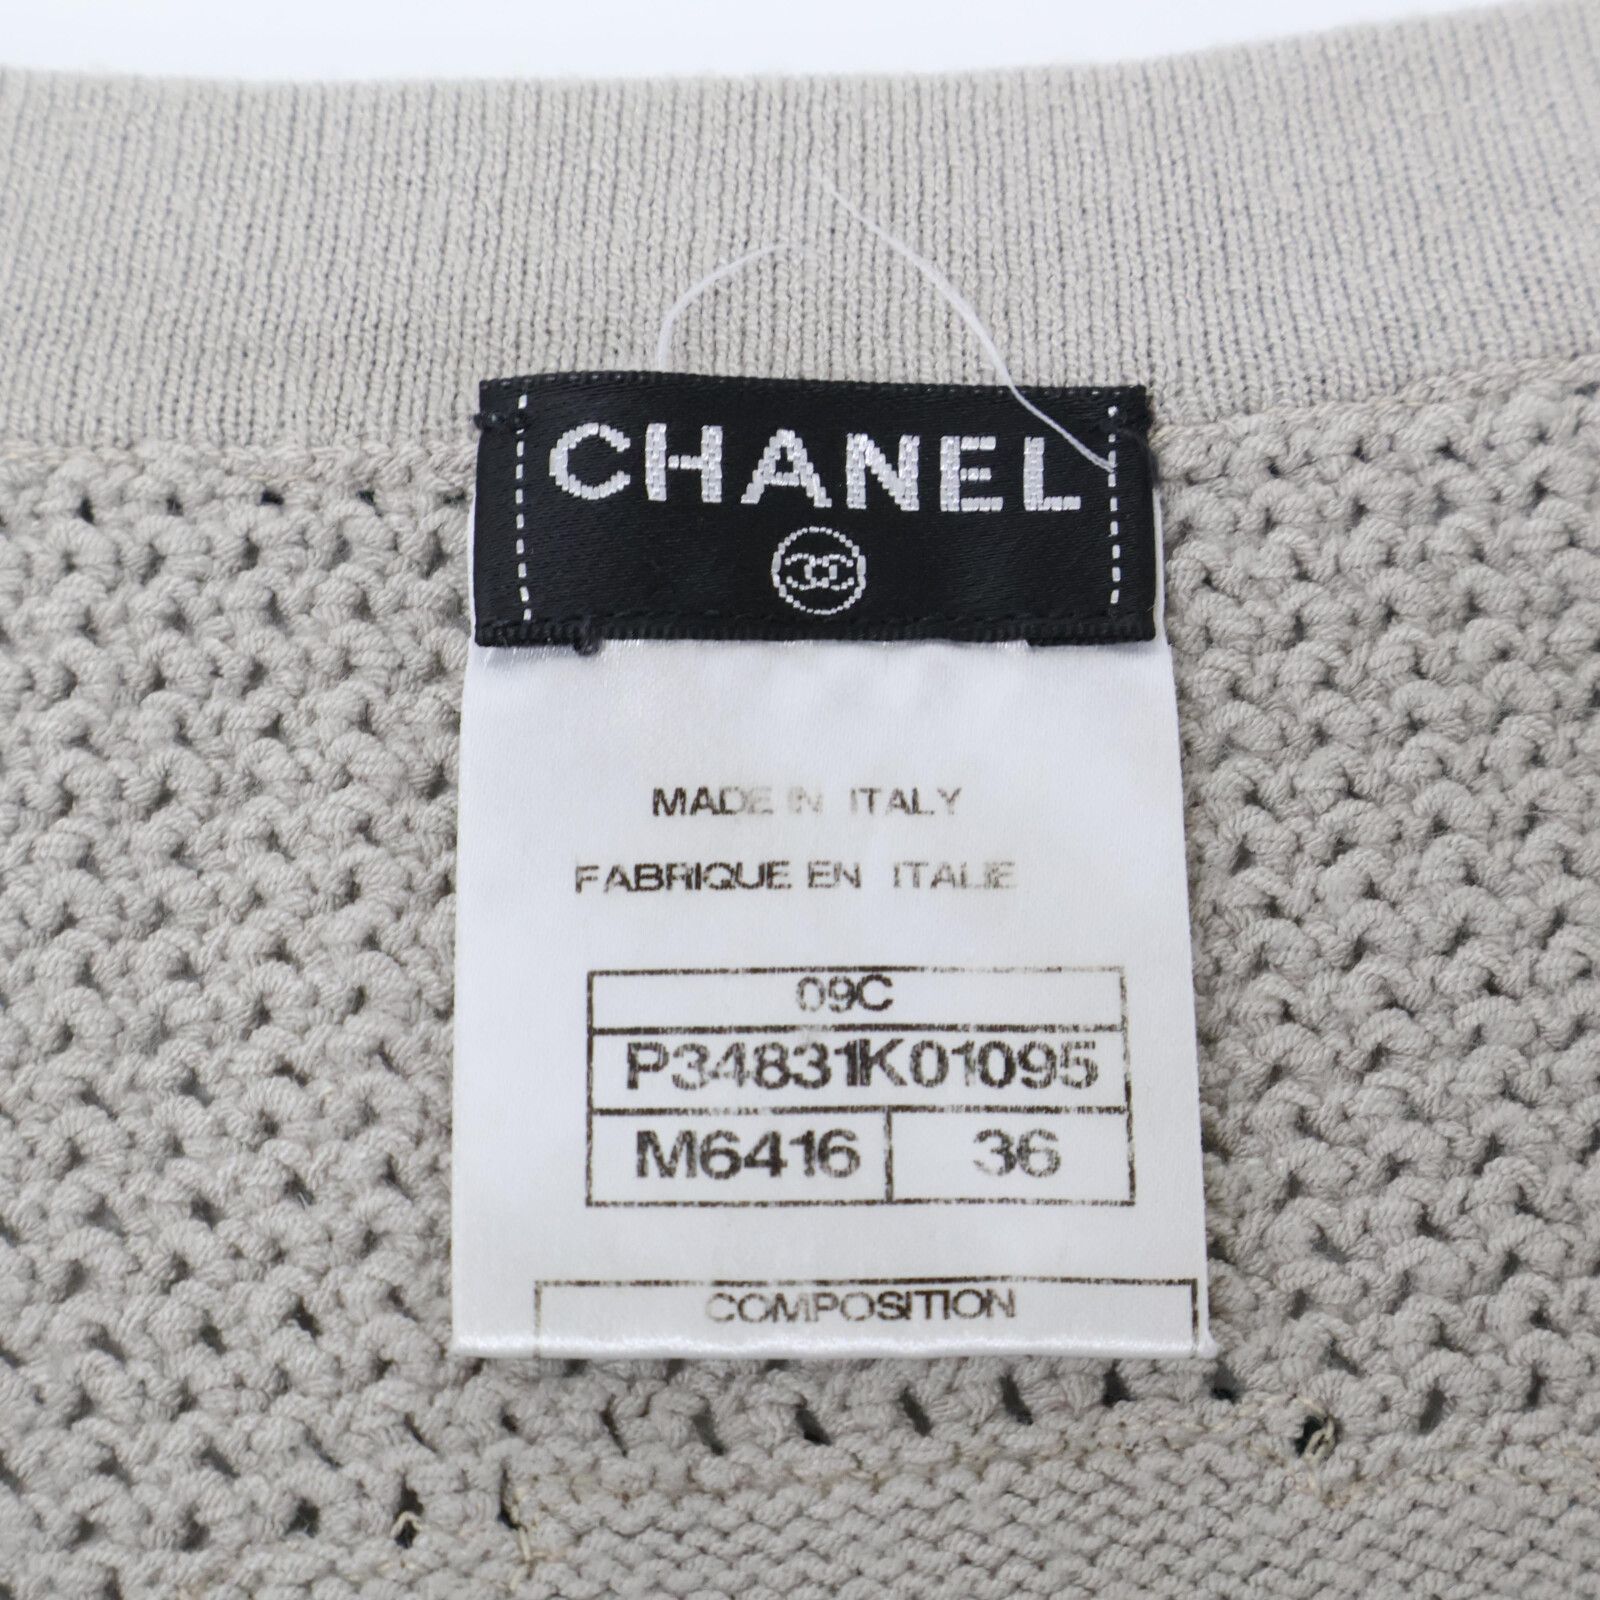 CHANEL
MADE IN ITALY
FABRIQUE EN ITALIE
09C
P34831K01095
M6416 36
COMPOSITION